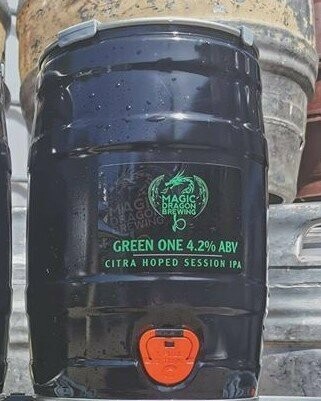 MAGIC
DRAGON
BREWING
GREEN ONE 4.2% ABV
CITRA HOPED SESSION IPA